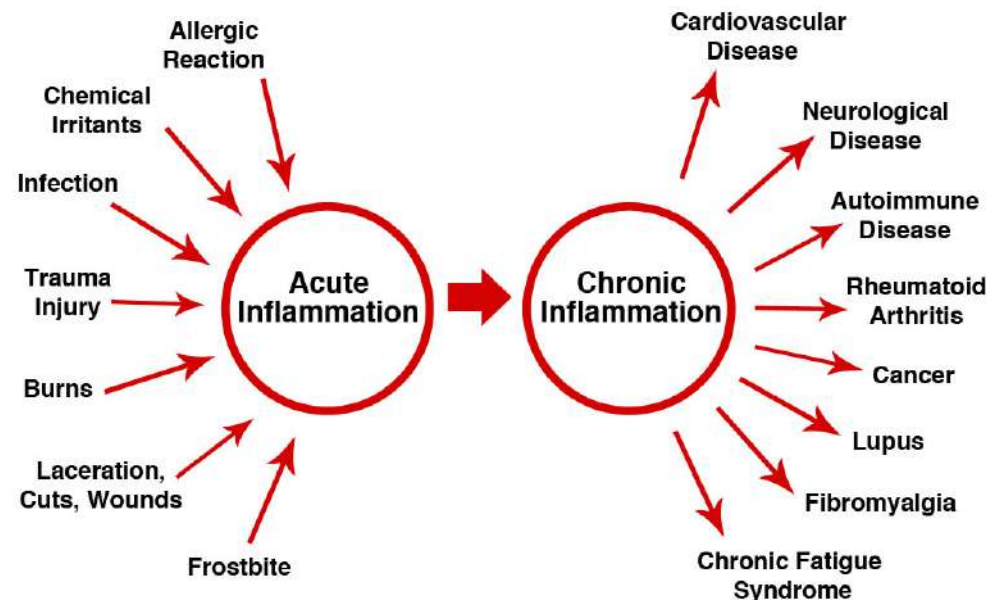 Allergic
Reaction
Chemical
Irritants
Infection
Trauma
Injury
Burns
Laceration,
Cuts, Wounds
Frostbite
Acute
Inflammation
Chronic
Inflammation
Cardiovascular
Disease
Neurological
Disease
Autoimmune
Disease
Rheumatoid
Arthritis
Cancer
Lupus
Fibromyalgia
Chronic Fatigue
Syndrome